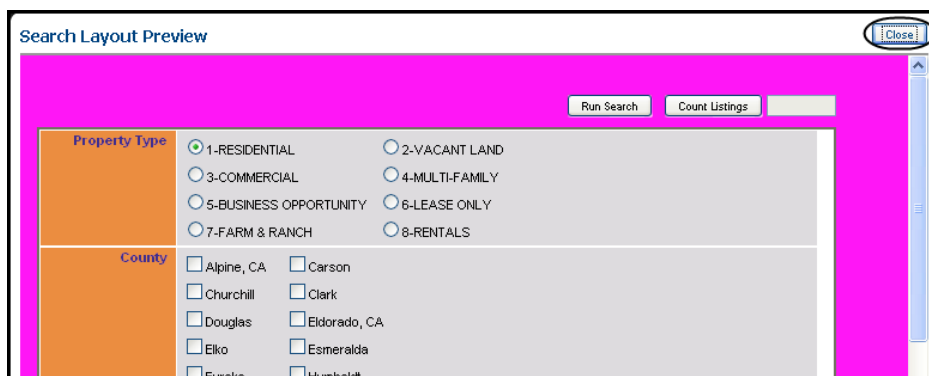 Search Layout Preview Close
Run Search Count Listings
Property Type 1-RESIDENTIAL 2-VACANT LAND
3-COMMERCIAL 4-MULTI-FAMILY
5-BUSINESS OPPORTUNITY 6-LEASE ONLY
7-FARM & RANCH 8-RENTALS
County Alpine, CA Carson
Churchill Clark
Douglas Eldorado, CA
Elko Esmeralda
Eureka Humboldt